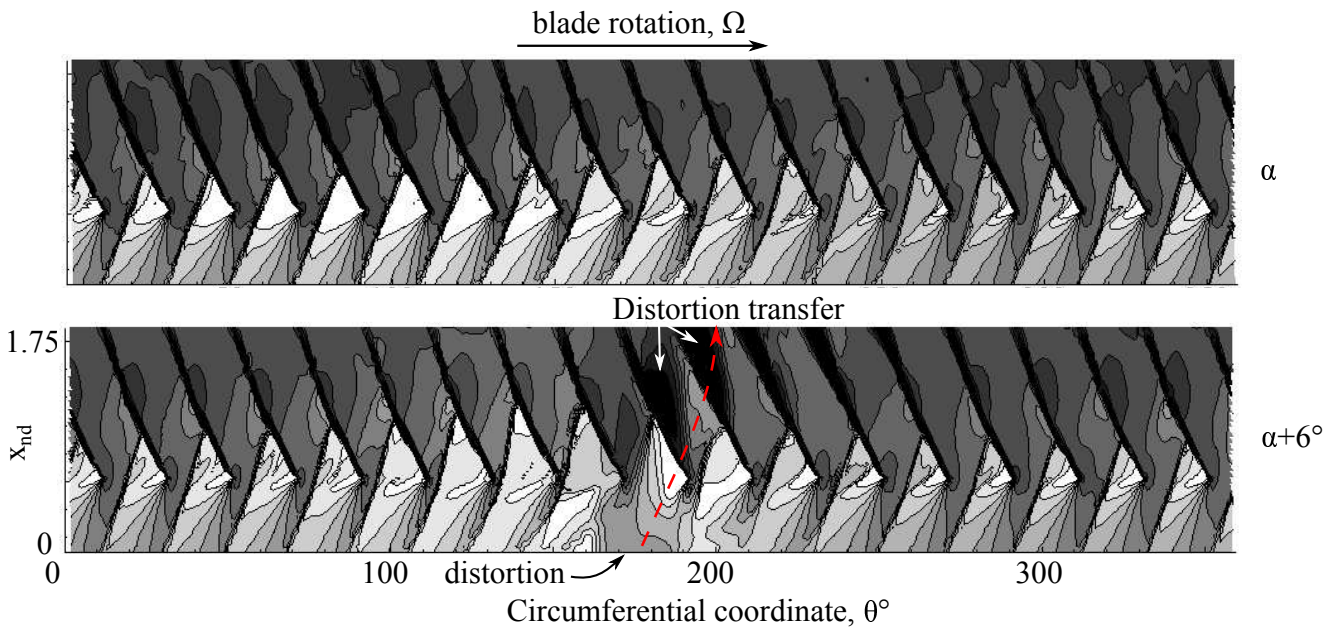 blade rotation, Ω
α
Distortion transfer
1.75
x_nd
α+6°
0
0 100 200 300
distortion
Circumferential coordinate, θ°